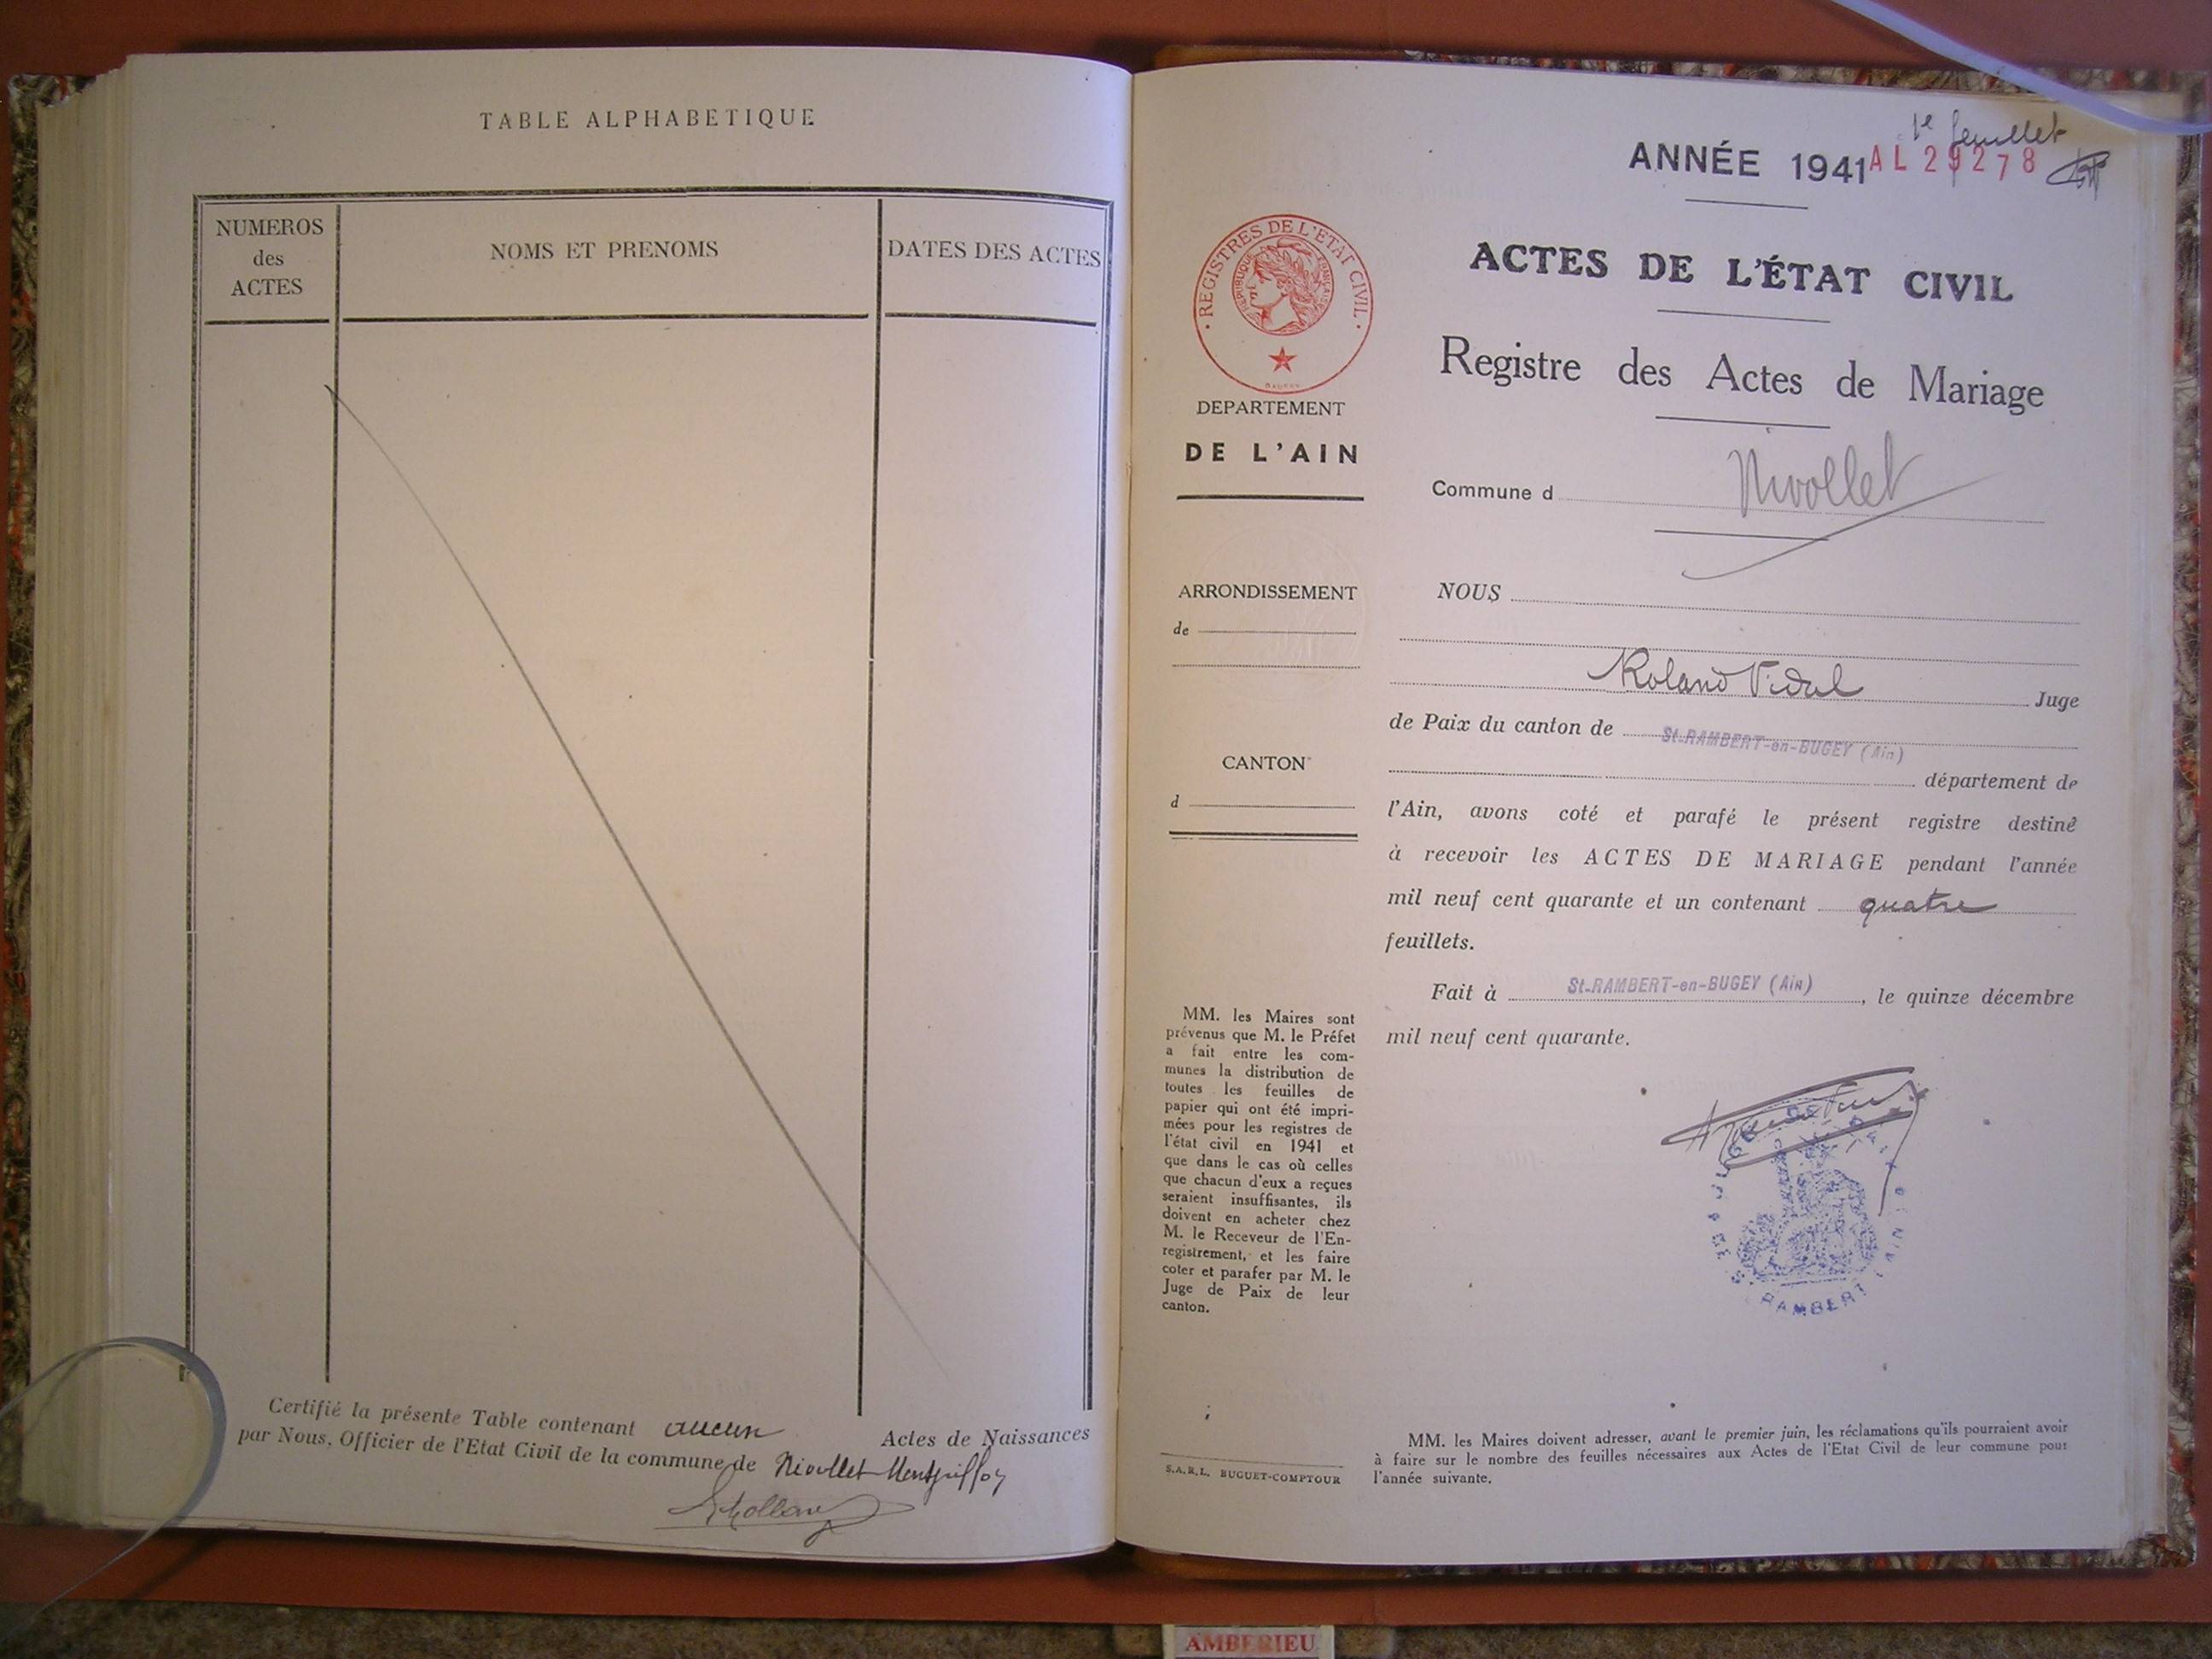 TABLE ALPHABETIQUE
NUMEROS
des
ACTES
NOMS ET PRENOMS
DATES DES ACTES
Certifié la présente Table contenant aucun Actes de Naissances
par Nous, Officier de l'Etat Civil de la commune de Nivollet-Montgriffon
1e feuillet
ANNÉE 1941
AL 29278
ACTES DE L'ÉTAT CIVIL
Registre des Actes de Mariage
· REGISTRES DE L'ETAT CIVIL ·
REPUBLIQUE FRANÇAISE
DEPARTEMENT
DE L'AIN
Commune d Nivollet
ARRONDISSEMENT
de
CANTON
d
NOUS
Roland Vidal Juge
de Paix du canton de St-RAMBERT-en-BUGEY (Ain)
département de
l'Ain, avons coté et parafé le présent registre destiné
à recevoir les ACTES DE MARIAGE pendant l'année
mil neuf cent quarante et un contenant quatre
feuillets.
Fait à St-RAMBERT-en-BUGEY (Ain), le quinze décembre
mil neuf cent quarante.
RAMBERT (AIN
MM. les Maires sont
prévenus que M. le Préfet
a fait entre les com-
munes la distribution de
toutes les feuilles de
papier qui ont été impri-
mées pour les registres de
l'état civil en 1941 et
que dans le cas où celles
que chacun d'eux a reçues
seraient insuffisantes, ils
doivent en acheter chez
M. le Receveur de l'En-
registrement, et les faire
coter et parafer par M. le
Juge de Paix de leur
canton.
S.A.R.L. BUGUET-COMPTOUR
MM. les Maires doivent adresser, avant le premier juin, les réclamations qu'ils pourraient avoir
à faire sur le nombre des feuilles nécessaires aux Actes de l'Etat Civil de leur commune pour
l'année suivante.
AMBERIEU